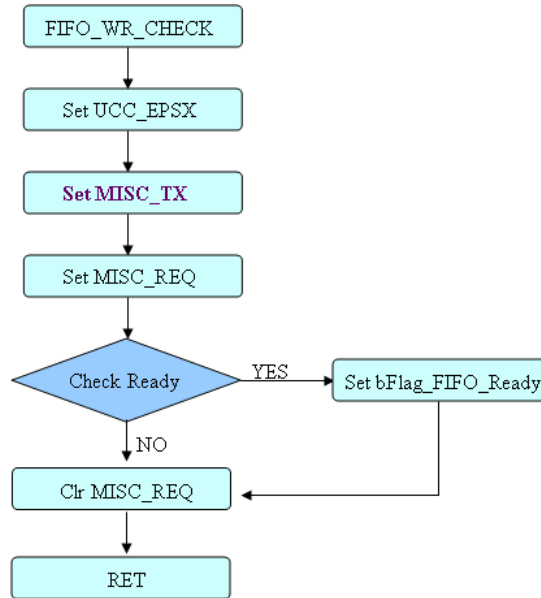 FIFO_WR_CHECK
Set UCC_EPSX
Set MISC_TX
Set MISC_REQ
Check Ready
YES
Set bFlag_FIFO_Ready
NO
Clr MISC_REQ
RET